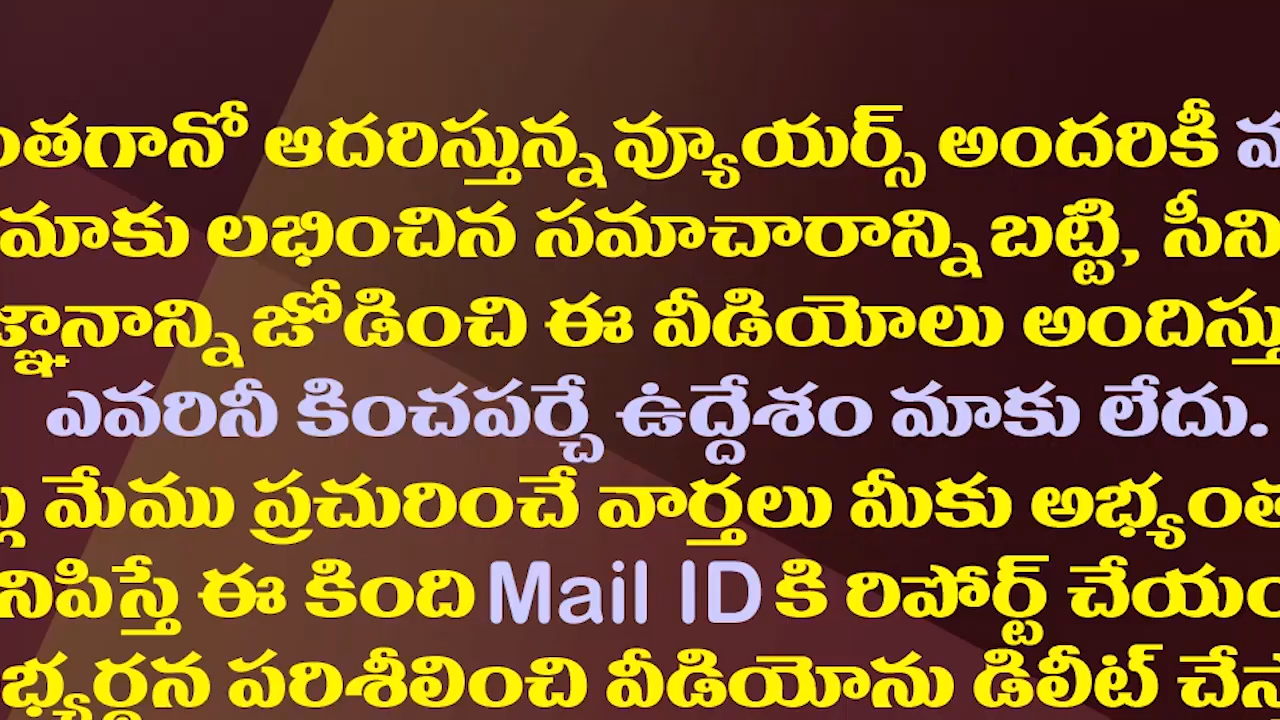 ంతగానో ఆదరిస్తున్న వ్యూయర్స్ అందరికీ
మాకు లభించిన సమాచారాన్ని బట్టి, సీని
జ్ఞానాన్ని జోడించి ఈ వీడియోలు అందిస్తు
ఎవరినీ కించపర్చే ఉద్దేశం మాకు లేదు.
మేము ప్రచురించే వార్తలు మీకు అభ్యంత
నిపిస్తే ఈ కింది Mail ID కి రిపోర్ట్ చేయం
భ్యర్థన పరిశీలించి వీడియోను డిలీట్ చేస